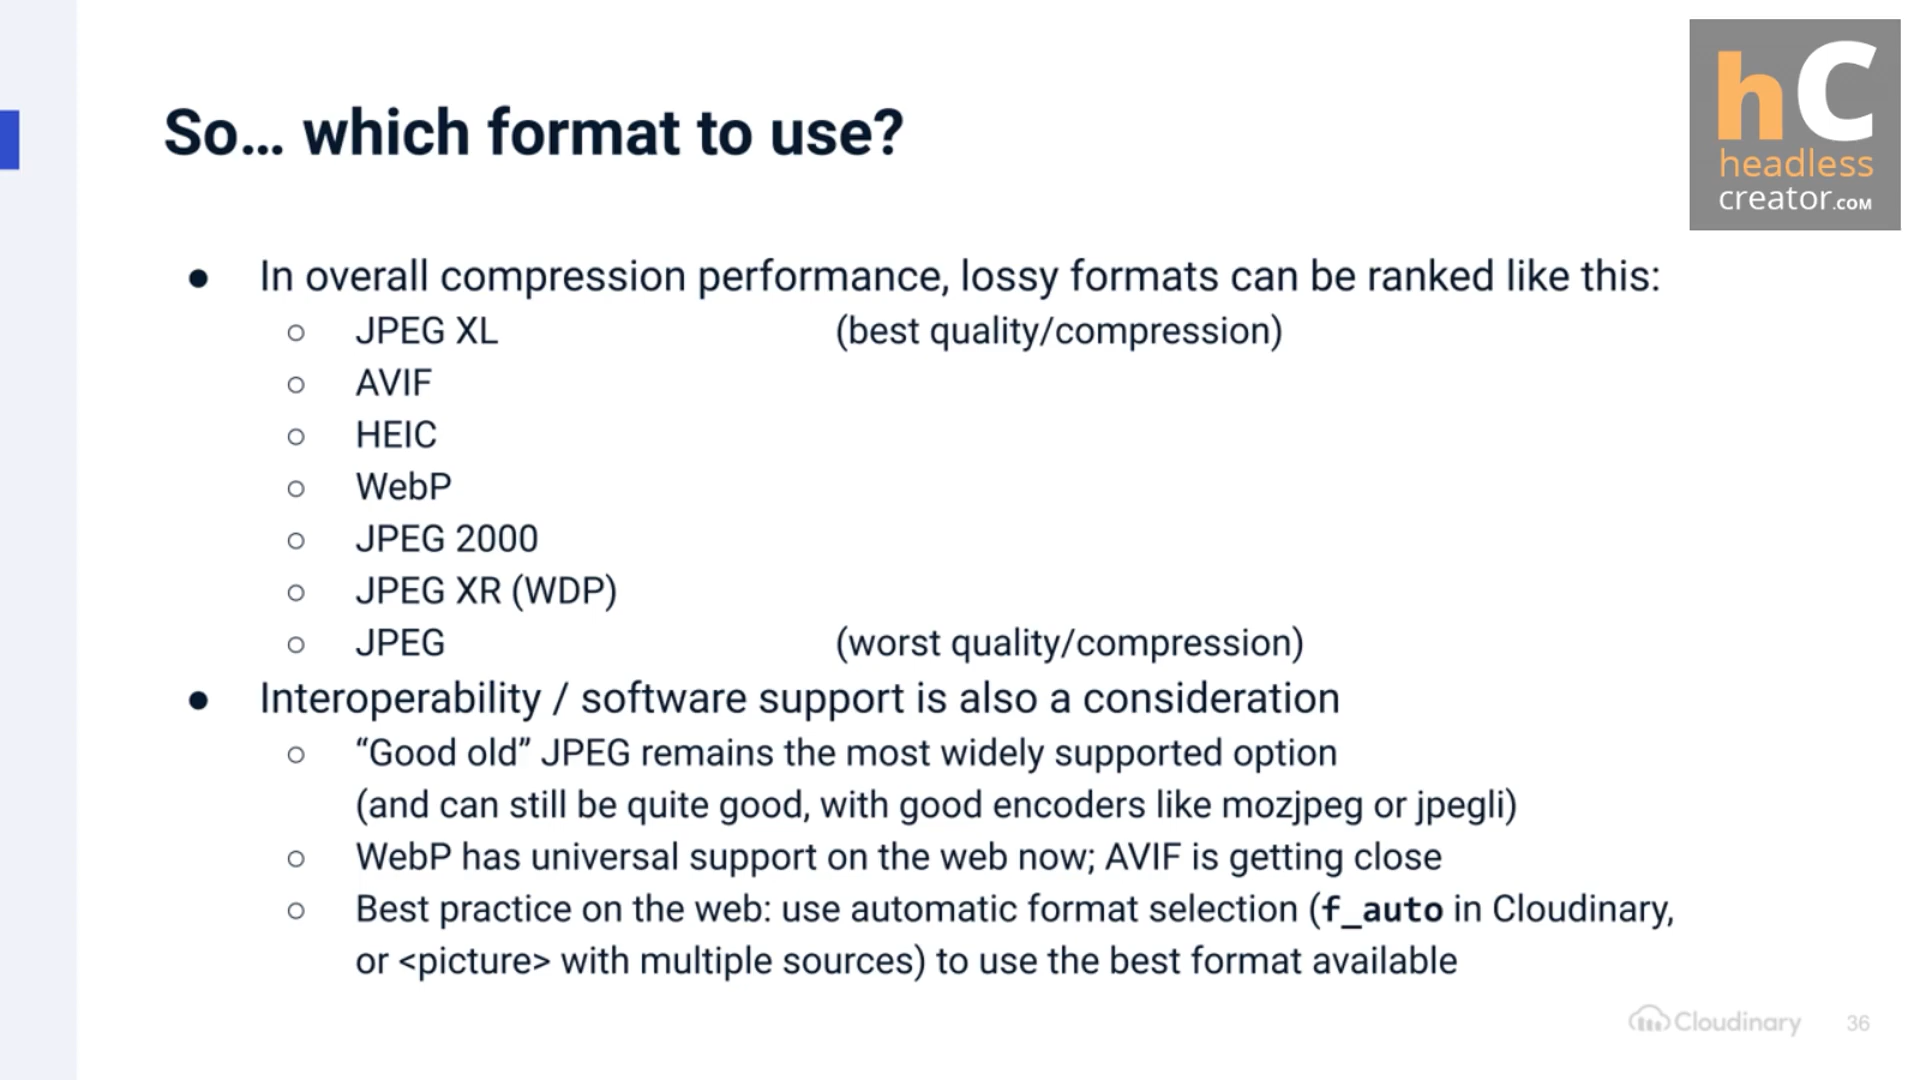 So… which format to use?
hC
headless
creator.COM
● In overall compression performance, lossy formats can be ranked like this:
○ JPEG XL (best quality/compression)
○ AVIF
○ HEIC
○ WebP
○ JPEG 2000
○ JPEG XR (WDP)
○ JPEG (worst quality/compression)
● Interoperability / software support is also a consideration
○ “Good old” JPEG remains the most widely supported option
(and can still be quite good, with good encoders like mozjpeg or jpegli)
○ WebP has universal support on the web now; AVIF is getting close
○ Best practice on the web: use automatic format selection (f_auto in Cloudinary,
or <picture> with multiple sources) to use the best format available
Cloudinary 36